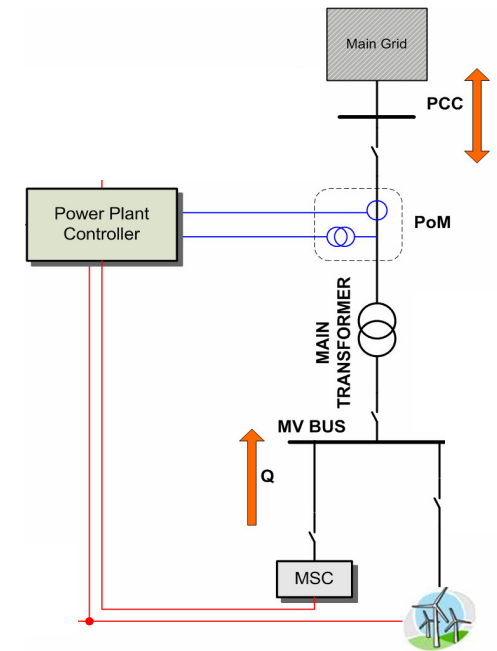 Main Grid
PCC
Power Plant
Controller
PoM
MAIN
TRANSFORMER
MV BUS
Q
MSC